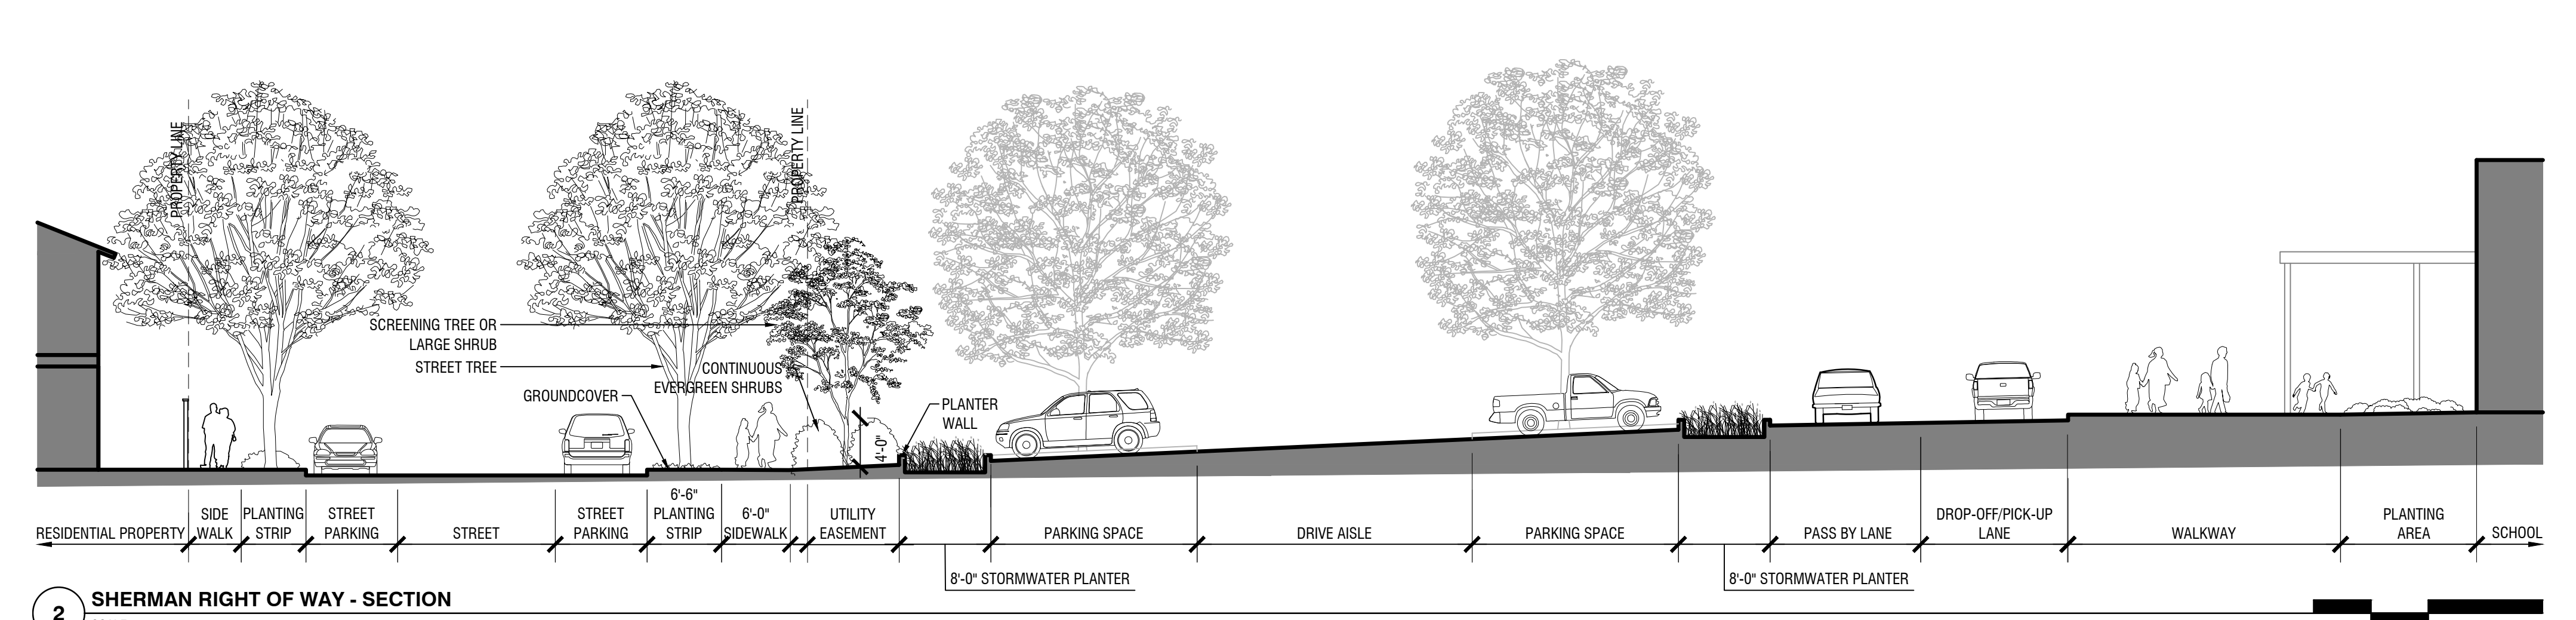 PROPERTY LINE
PROPERTY LINE
SCREENING TREE OR
LARGE SHRUB
STREET TREE
CONTINUOUS
EVERGREEN SHRUBS
GROUNDCOVER
4'-0"
PLANTER
WALL
RESIDENTIAL PROPERTY
SIDE
WALK
PLANTING
STRIP
STREET
PARKING
STREET
STREET
PARKING
6'-6"
PLANTING
STRIP
6'-0"
SIDEWALK
UTILITY
EASEMENT
PARKING SPACE
DRIVE AISLE
PARKING SPACE
PASS BY LANE
DROP-OFF/PICK-UP
LANE
WALKWAY
PLANTING
AREA
SCHOOL
8'-0" STORMWATER PLANTER
8'-0" STORMWATER PLANTER
2
SHERMAN RIGHT OF WAY - SECTION